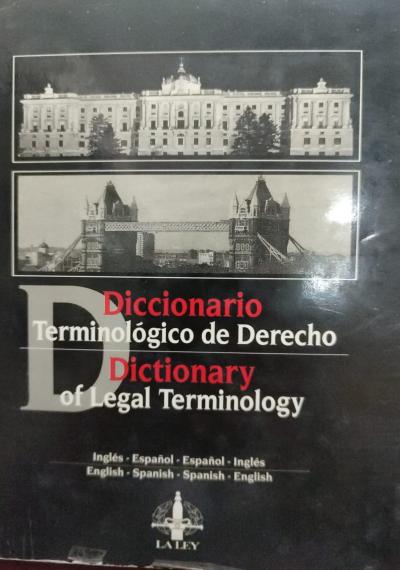 D
Diccionario
Terminológico de Derecho
Dictionary
of Legal Terminology
Inglés - Español - Español - Inglés
English - Spanish - Spanish - English
LA LEY